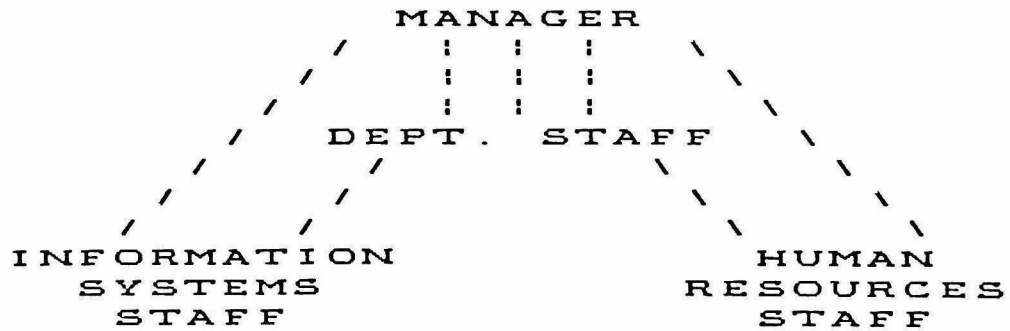 MANAGER
DEPT. STAFF
INFORMATION
SYSTEMS
STAFF
HUMAN
RESOURCES
STAFF